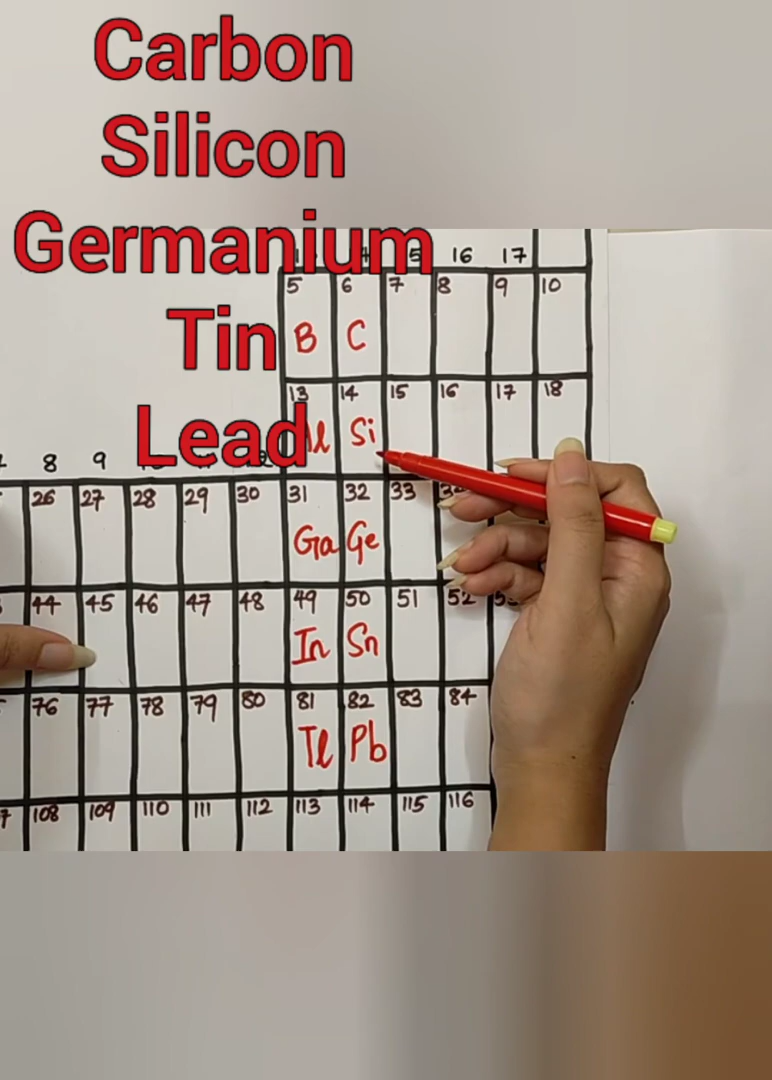 Carbon
Silicon
Germanium
Tin
Lead
16 17
5 6 7 8 9 10
B C
13 14 15 16 17 18
Si
8 9
26 27 28 29 30 31 32 33
Ga Ge
44 45 46 47 48 49 50 51 52
In Sn
76 77 78 79 80 81 82 83 84
Tl Pb
108 109 110 111 112 113 114 115 116